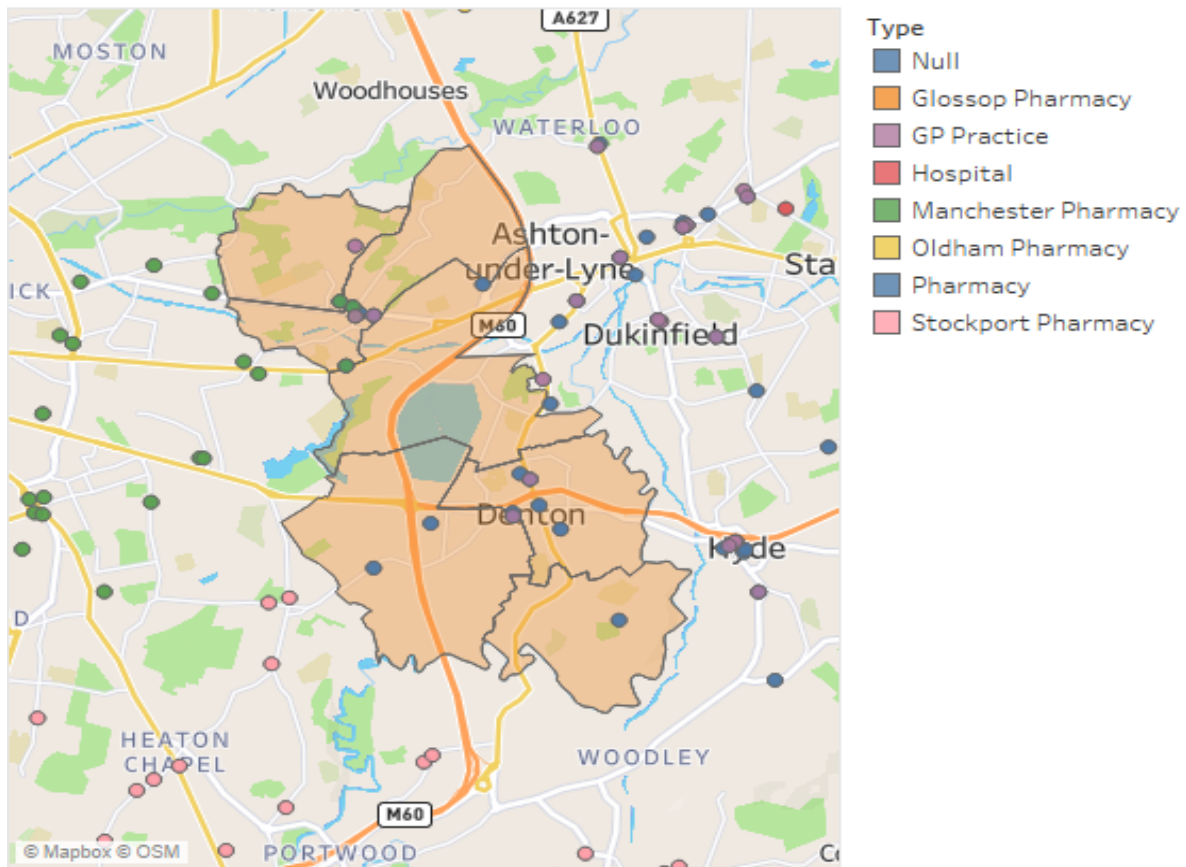 A627
MOSTON
Woodhouses
WATERLOO
Ashton-
under-Lyne
Sta
ICK
M60
Dukinfield
Denton
Hyde
D
HEATON
CHAPEL
WOODLEY
M60
PORTWOOD
Co
© Mapbox © OSM
Type
Null
Glossop Pharmacy
GP Practice
Hospital
Manchester Pharmacy
Oldham Pharmacy
Pharmacy
Stockport Pharmacy